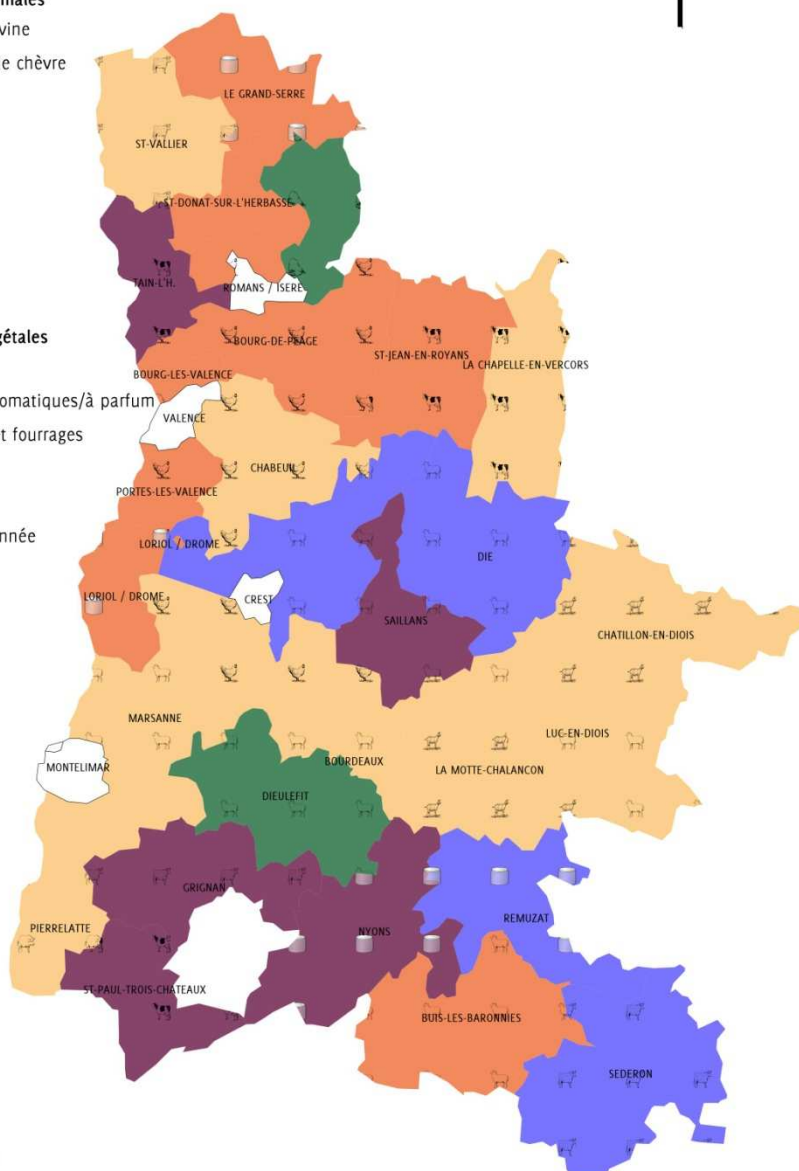 males
vine
e chèvre
LE GRAND-SERRE
ST-VALLIER
ST-DONAT-SUR-L'HERBASSE
TAIN-L'H.
ROMANS / ISERE
gétales
BOURG-DE-PEAGE
ST-JEAN-EN-ROYANS
LA CHAPELLE-EN-VERCORS
BOURG-LES-VALENCE
omatiques/à parfum
VALENCE
et fourrages
CHABEUIL
PORTES-LES-VALENCE
nnée
LORIOL / DROME
DIE
LORIOL / DROME
CREST
SAILLANS
CHATILLON-EN-DIOIS
MARSANNE
LUC-EN-DIOIS
BOURDEAUX
MONTELIMAR
LA MOTTE-CHALANCON
DIEULEFIT
GRIGNAN
REMUZAT
PIERRELATTE
NYONS
ST-PAUL-TROIS-CHATEAUX
BUIS-LES-BARONNIES
SEDERON